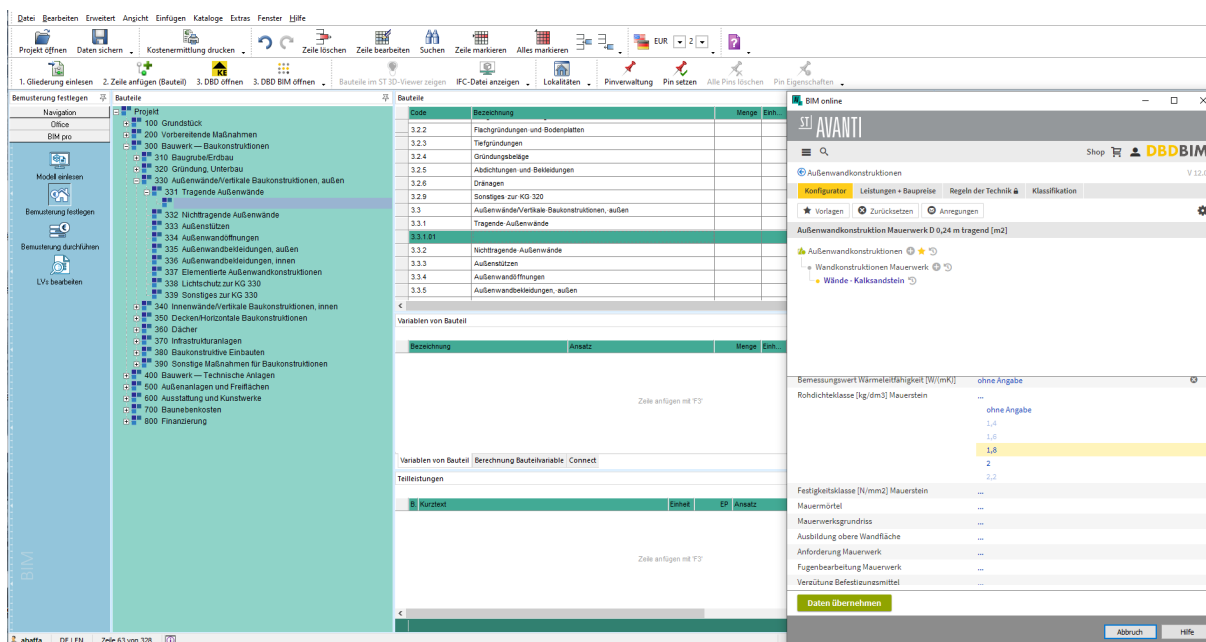 Datei Bearbeiten Erweitert Ansicht Einfügen Kataloge Extras Fenster Hilfe
Projekt öffnen Daten sichern Kostenermittlung drucken Zeile löschen Zeile bearbeiten Suchen Zeile markieren Alles markieren EUR 2 ?
1. Gliederung einlesen 2. Zeile anfügen (Bauteil) 3. DBD öffnen 3. DBD BIM öffnen Bauteile im ST 3D-Viewer zeigen IFC-Datei anzeigen Lokalitäten Pinverwaltung Pin setzen Alle Pins löschen Pin Eigenschaften
Bemusterung festlegen
Navigation
Office
BIM pro
Modell einlesen
Bemusterung festlegen
Bemusterung durchführen
LVs bearbeiten
BIM
Bauteile
Projekt
100 Grundstück
200 Vorbereitende Maßnahmen
300 Bauwerk — Baukonstruktionen
310 Baugrube/Erdbau
320 Gründung, Unterbau
330 Außenwände/Vertikale Baukonstruktionen, außen
331 Tragende Außenwände
332 Nichttragende Außenwände
333 Außenstützen
334 Außenwandöffnungen
335 Außenwandbekleidungen, außen
336 Außenwandbekleidungen, innen
337 Elementierte Außenwandkonstruktionen
338 Lichtschutz zur KG 330
339 Sonstiges zur KG 330
340 Innenwände/Vertikale Baukonstruktionen, innen
350 Decken/Horizontale Baukonstruktionen
360 Dächer
370 Infrastrukturanlagen
380 Baukonstruktive Einbauten
390 Sonstige Maßnahmen für Baukonstruktionen
400 Bauwerk — Technische Anlagen
500 Außenanlagen und Freiflächen
600 Ausstattung und Kunstwerke
700 Baunebenkosten
800 Finanzierung
Bauteile
Code Bezeichnung Menge Einh...
3.2.2 Flachgründungen und Bodenplatten
3.2.3 Tiefgründungen
3.2.4 Gründungsbeläge
3.2.5 Abdichtungen und Bekleidungen
3.2.6 Dränagen
3.2.9 Sonstiges zur KG 320
3.3 Außenwände/Vertikale Baukonstruktionen, außen
3.3.1 Tragende Außenwände
3.3.1.01
3.3.2 Nichttragende Außenwände
3.3.3 Außenstützen
3.3.4 Außenwandöffnungen
3.3.5 Außenwandbekleidungen, außen
Variablen von Bauteil
Bezeichnung Ansatz Menge Einh...
Zeile anfügen mit 'F3'
Variablen von Bauteil Berechnung Bauteilvariable Connect
Teilleistungen
B. Kurztext Einheit EP Ansatz
Zeile anfügen mit 'F3'
BIM online
ST AVANTI
Shop DBDBIM
Außenwandkonstruktionen V 12.0
Konfigurator Leistungen + Baupreise Regeln der Technik Klassifikation
Vorlagen Zurücksetzen Anregungen
Außenwandkonstruktion Mauerwerk D 0,24 m tragend [m2]
Außenwandkonstruktionen
Wandkonstruktionen Mauerwerk
Wände - Kalksandstein
Bemessungswert Wärmeleitfähigkeit [W/(mK)] ohne Angabe
Rohdichteklasse [kg/dm3] Mauerstein ...
ohne Angabe
1,4
1,6
1,8
2
2,2
Festigkeitsklasse [N/mm2] Mauerstein ...
Mauermörtel ...
Mauerwerksgrundriss ...
Ausbildung obere Wandfläche ...
Anforderung Mauerwerk ...
Fugenbearbeitung Mauerwerk ...
Vergütung Befestigungsmittel ...
Daten übernehmen
Abbruch Hilfe
abaffa DE | EN Zeile 63 von 328